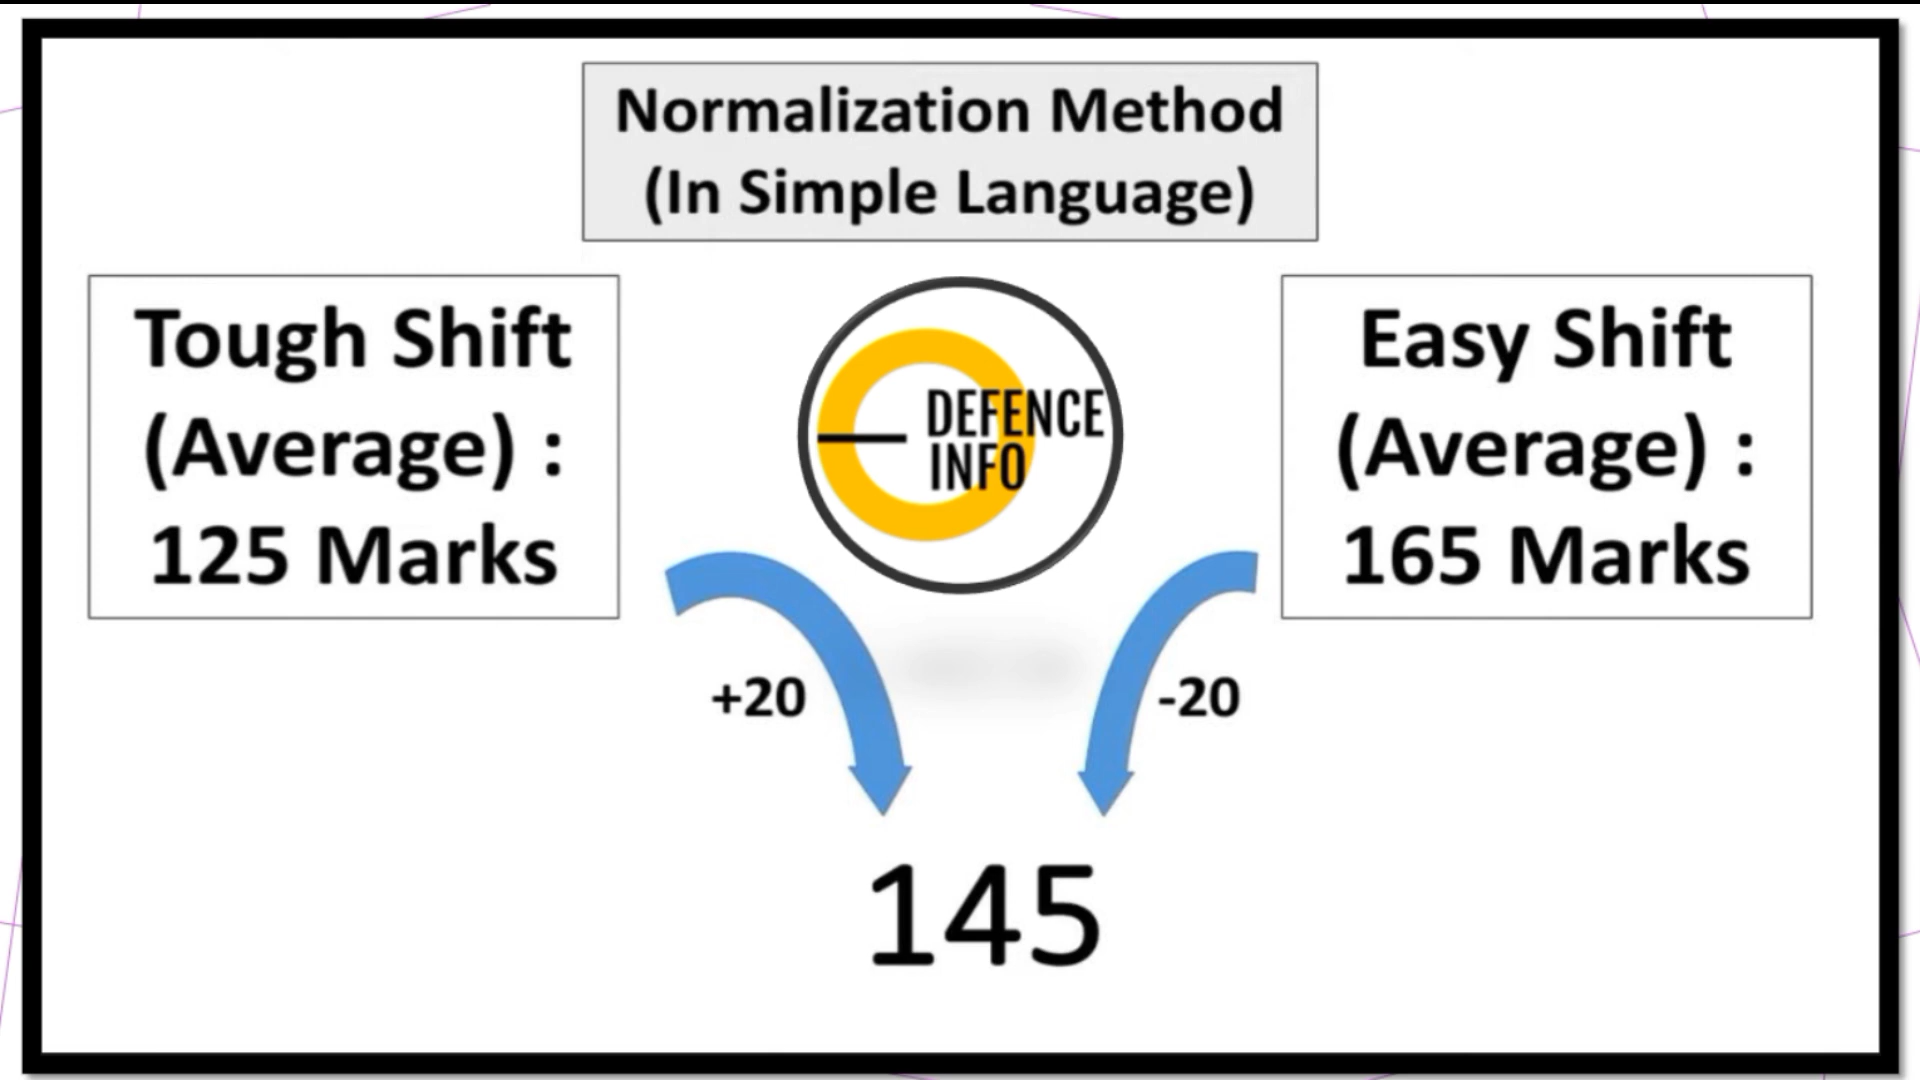 Normalization Method
(In Simple Language)
Tough Shift
(Average) :
125 Marks
DEFENCE
INFO
Easy Shift
(Average) :
165 Marks
+20
-20
145